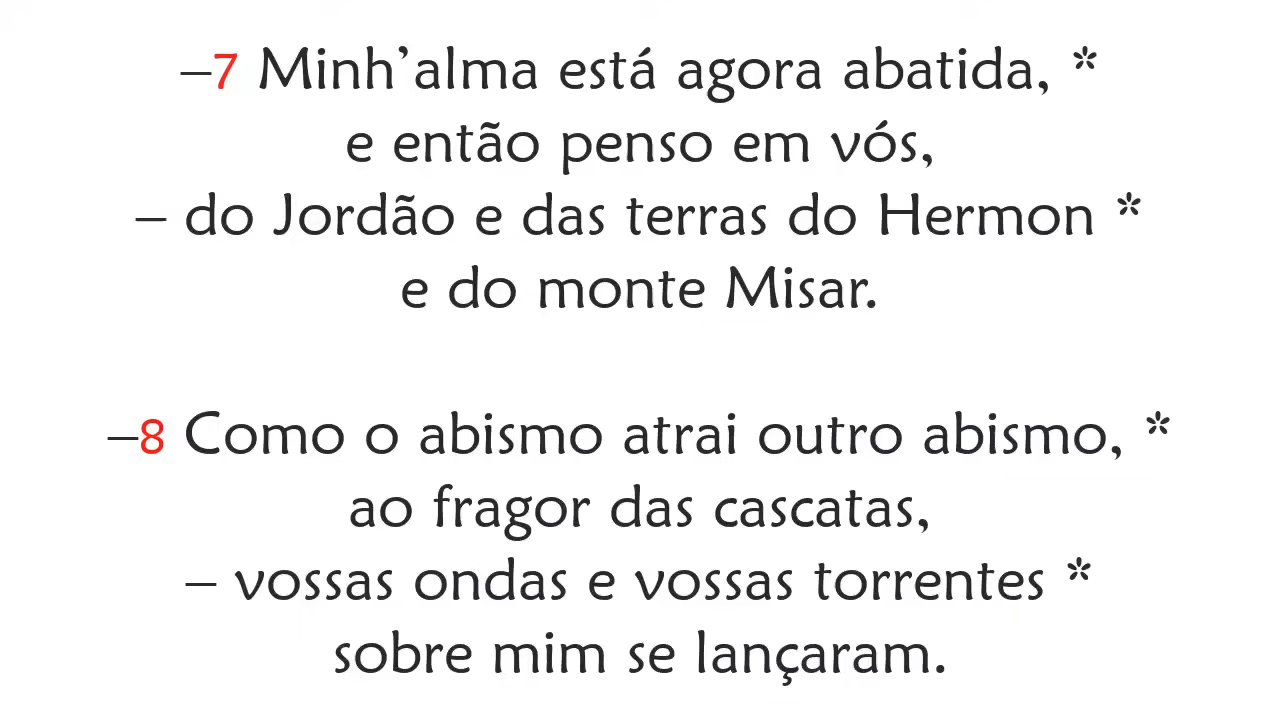 –7 Minh’alma está agora abatida, *
e então penso em vós,
– do Jordão e das terras do Hermon *
e do monte Misar.
–8 Como o abismo atrai outro abismo, *
ao fragor das cascatas,
– vossas ondas e vossas torrentes *
sobre mim se lançaram.